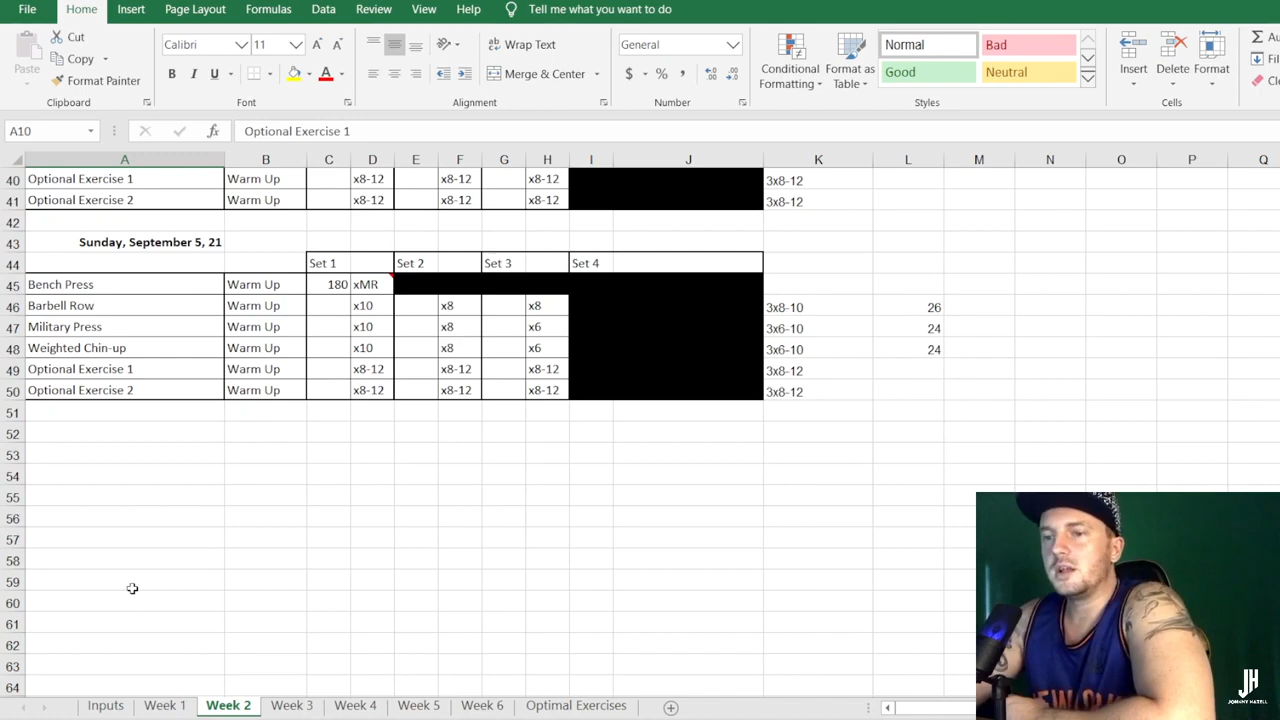 File Home Insert Page Layout Formulas Data Review View Help Tell me what you want to do
Paste Cut Copy Format Painter Clipboard
Calibri 11 A A B I U A Font
Wrap Text Merge & Center Alignment
General $ % , Number
Conditional Formatting Format as Table
Normal Bad Good Neutral Styles
Insert Delete Format Cells
A10 fx Optional Exercise 1
A B C D E F G H I J K L M N O P Q
40 Optional Exercise 1 Warm Up x8-12 x8-12 x8-12 3x8-12
41 Optional Exercise 2 Warm Up x8-12 x8-12 x8-12 3x8-12
42
43 Sunday, September 5, 21
44 Set 1 Set 2 Set 3 Set 4
45 Bench Press Warm Up 180 xMR
46 Barbell Row Warm Up x10 x8 x8 3x8-10 26
47 Military Press Warm Up x10 x8 x6 3x6-10 24
48 Weighted Chin-up Warm Up x10 x8 x6 3x6-10 24
49 Optional Exercise 1 Warm Up x8-12 x8-12 x8-12 3x8-12
50 Optional Exercise 2 Warm Up x8-12 x8-12 x8-12 3x8-12
51
52
53
54
55
56
57
58
59
60
61
62
63
64
JH
JOHNNY HAZELL
Inputs Week 1 Week 2 Week 3 Week 4 Week 5 Week 6 Optimal Exercises